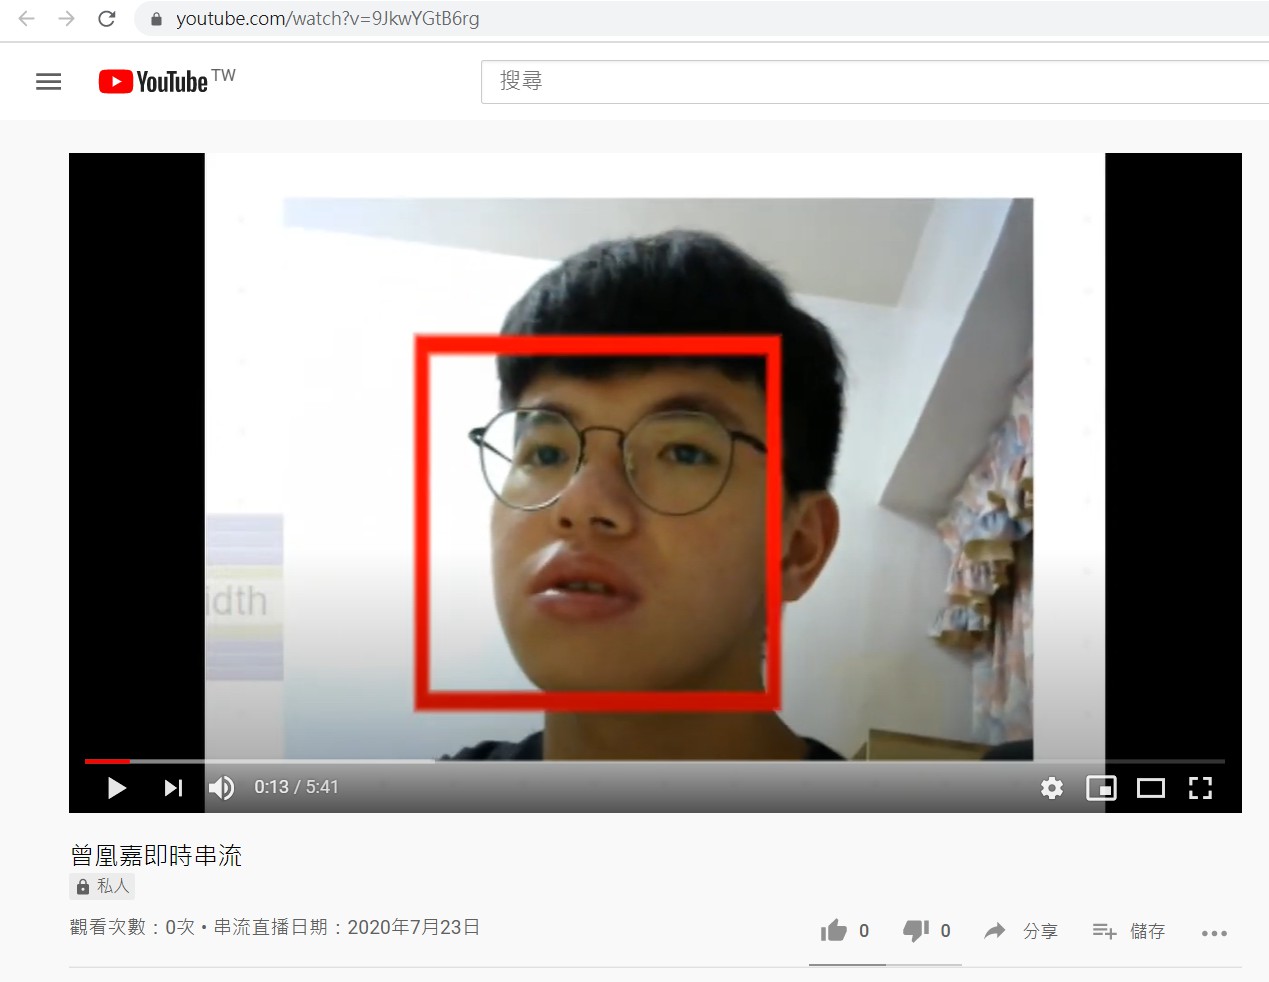 youtube.com/watch?v=9JkwYGtB6rg
YouTube TW
搜尋
idth
0:13 / 5:41
曾凰嘉即時串流
私人
觀看次數：0次 • 串流直播日期：2020年7月23日
0 0 分享 儲存